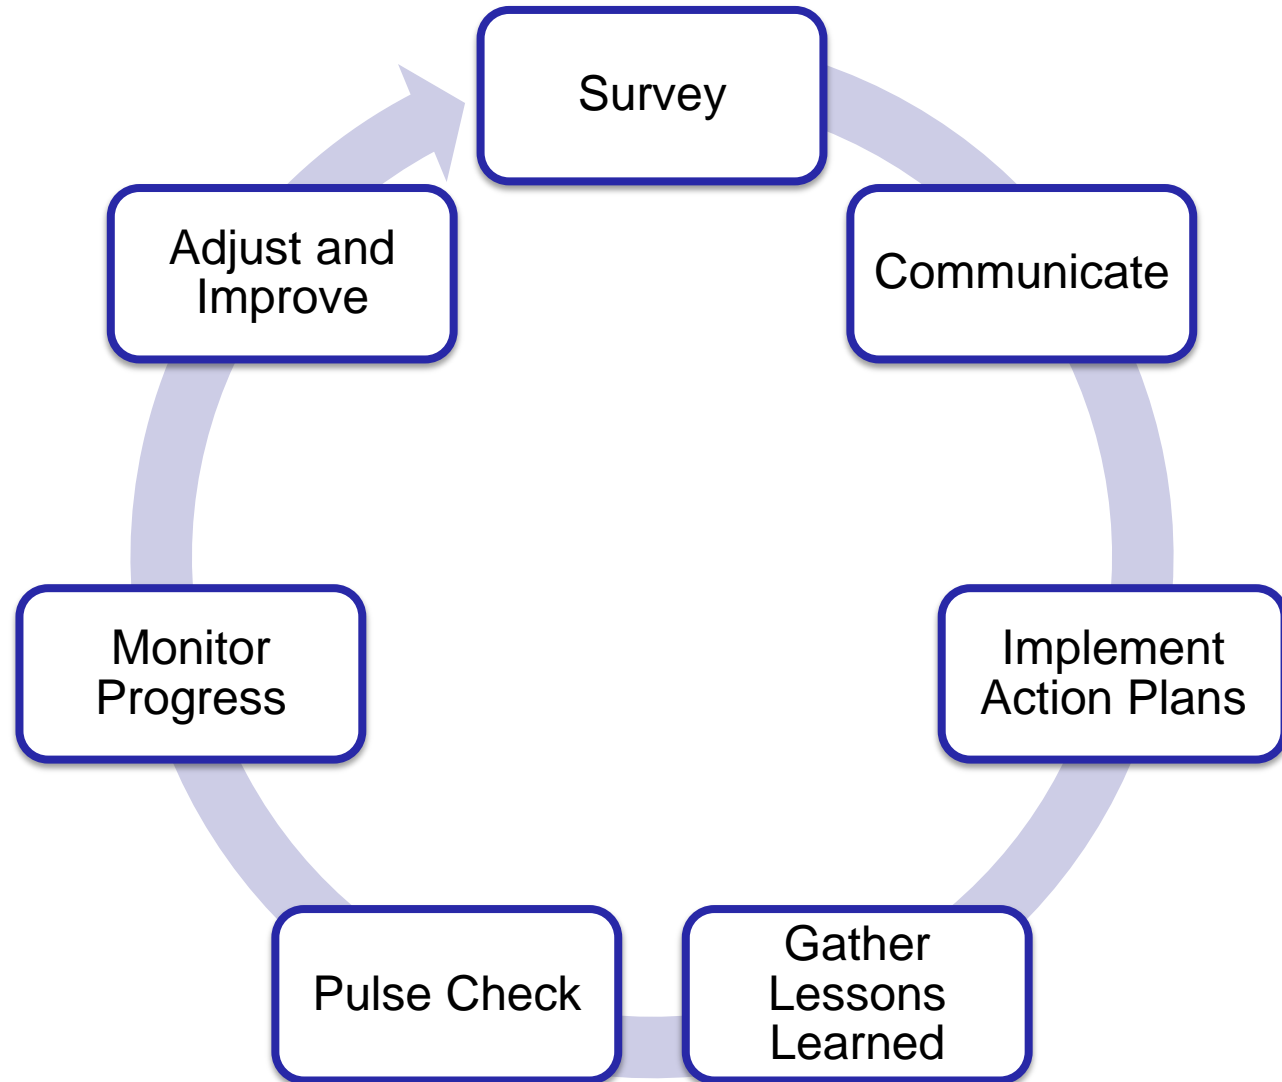 Survey
Communicate
Implement
Action Plans
Gather
Lessons
Learned
Pulse Check
Monitor
Progress
Adjust and
Improve